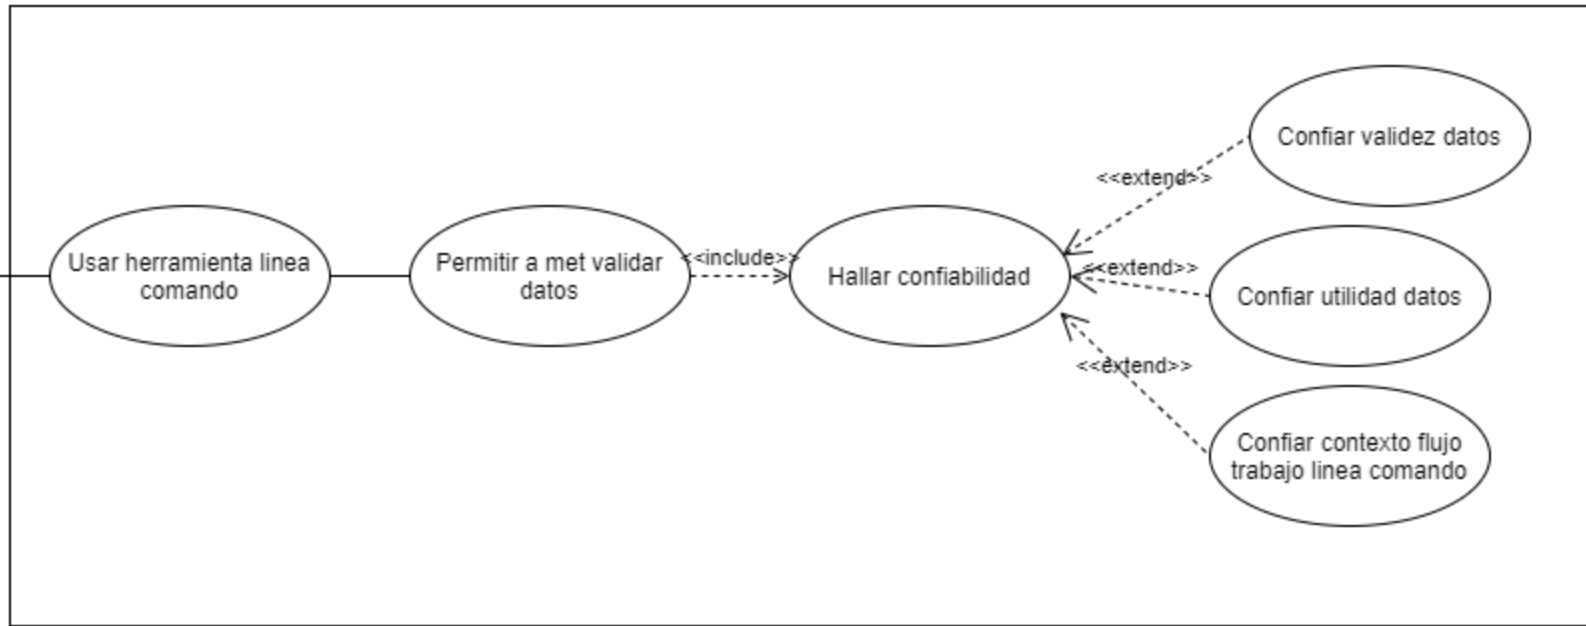 Usar herramienta linea
comando
Permitir a met validar
datos
<<include>>
Hallar confiabilidad
<<extend>>
<<extend>>
<<extend>>
Confiar validez datos
Confiar utilidad datos
Confiar contexto flujo
trabajo linea comando